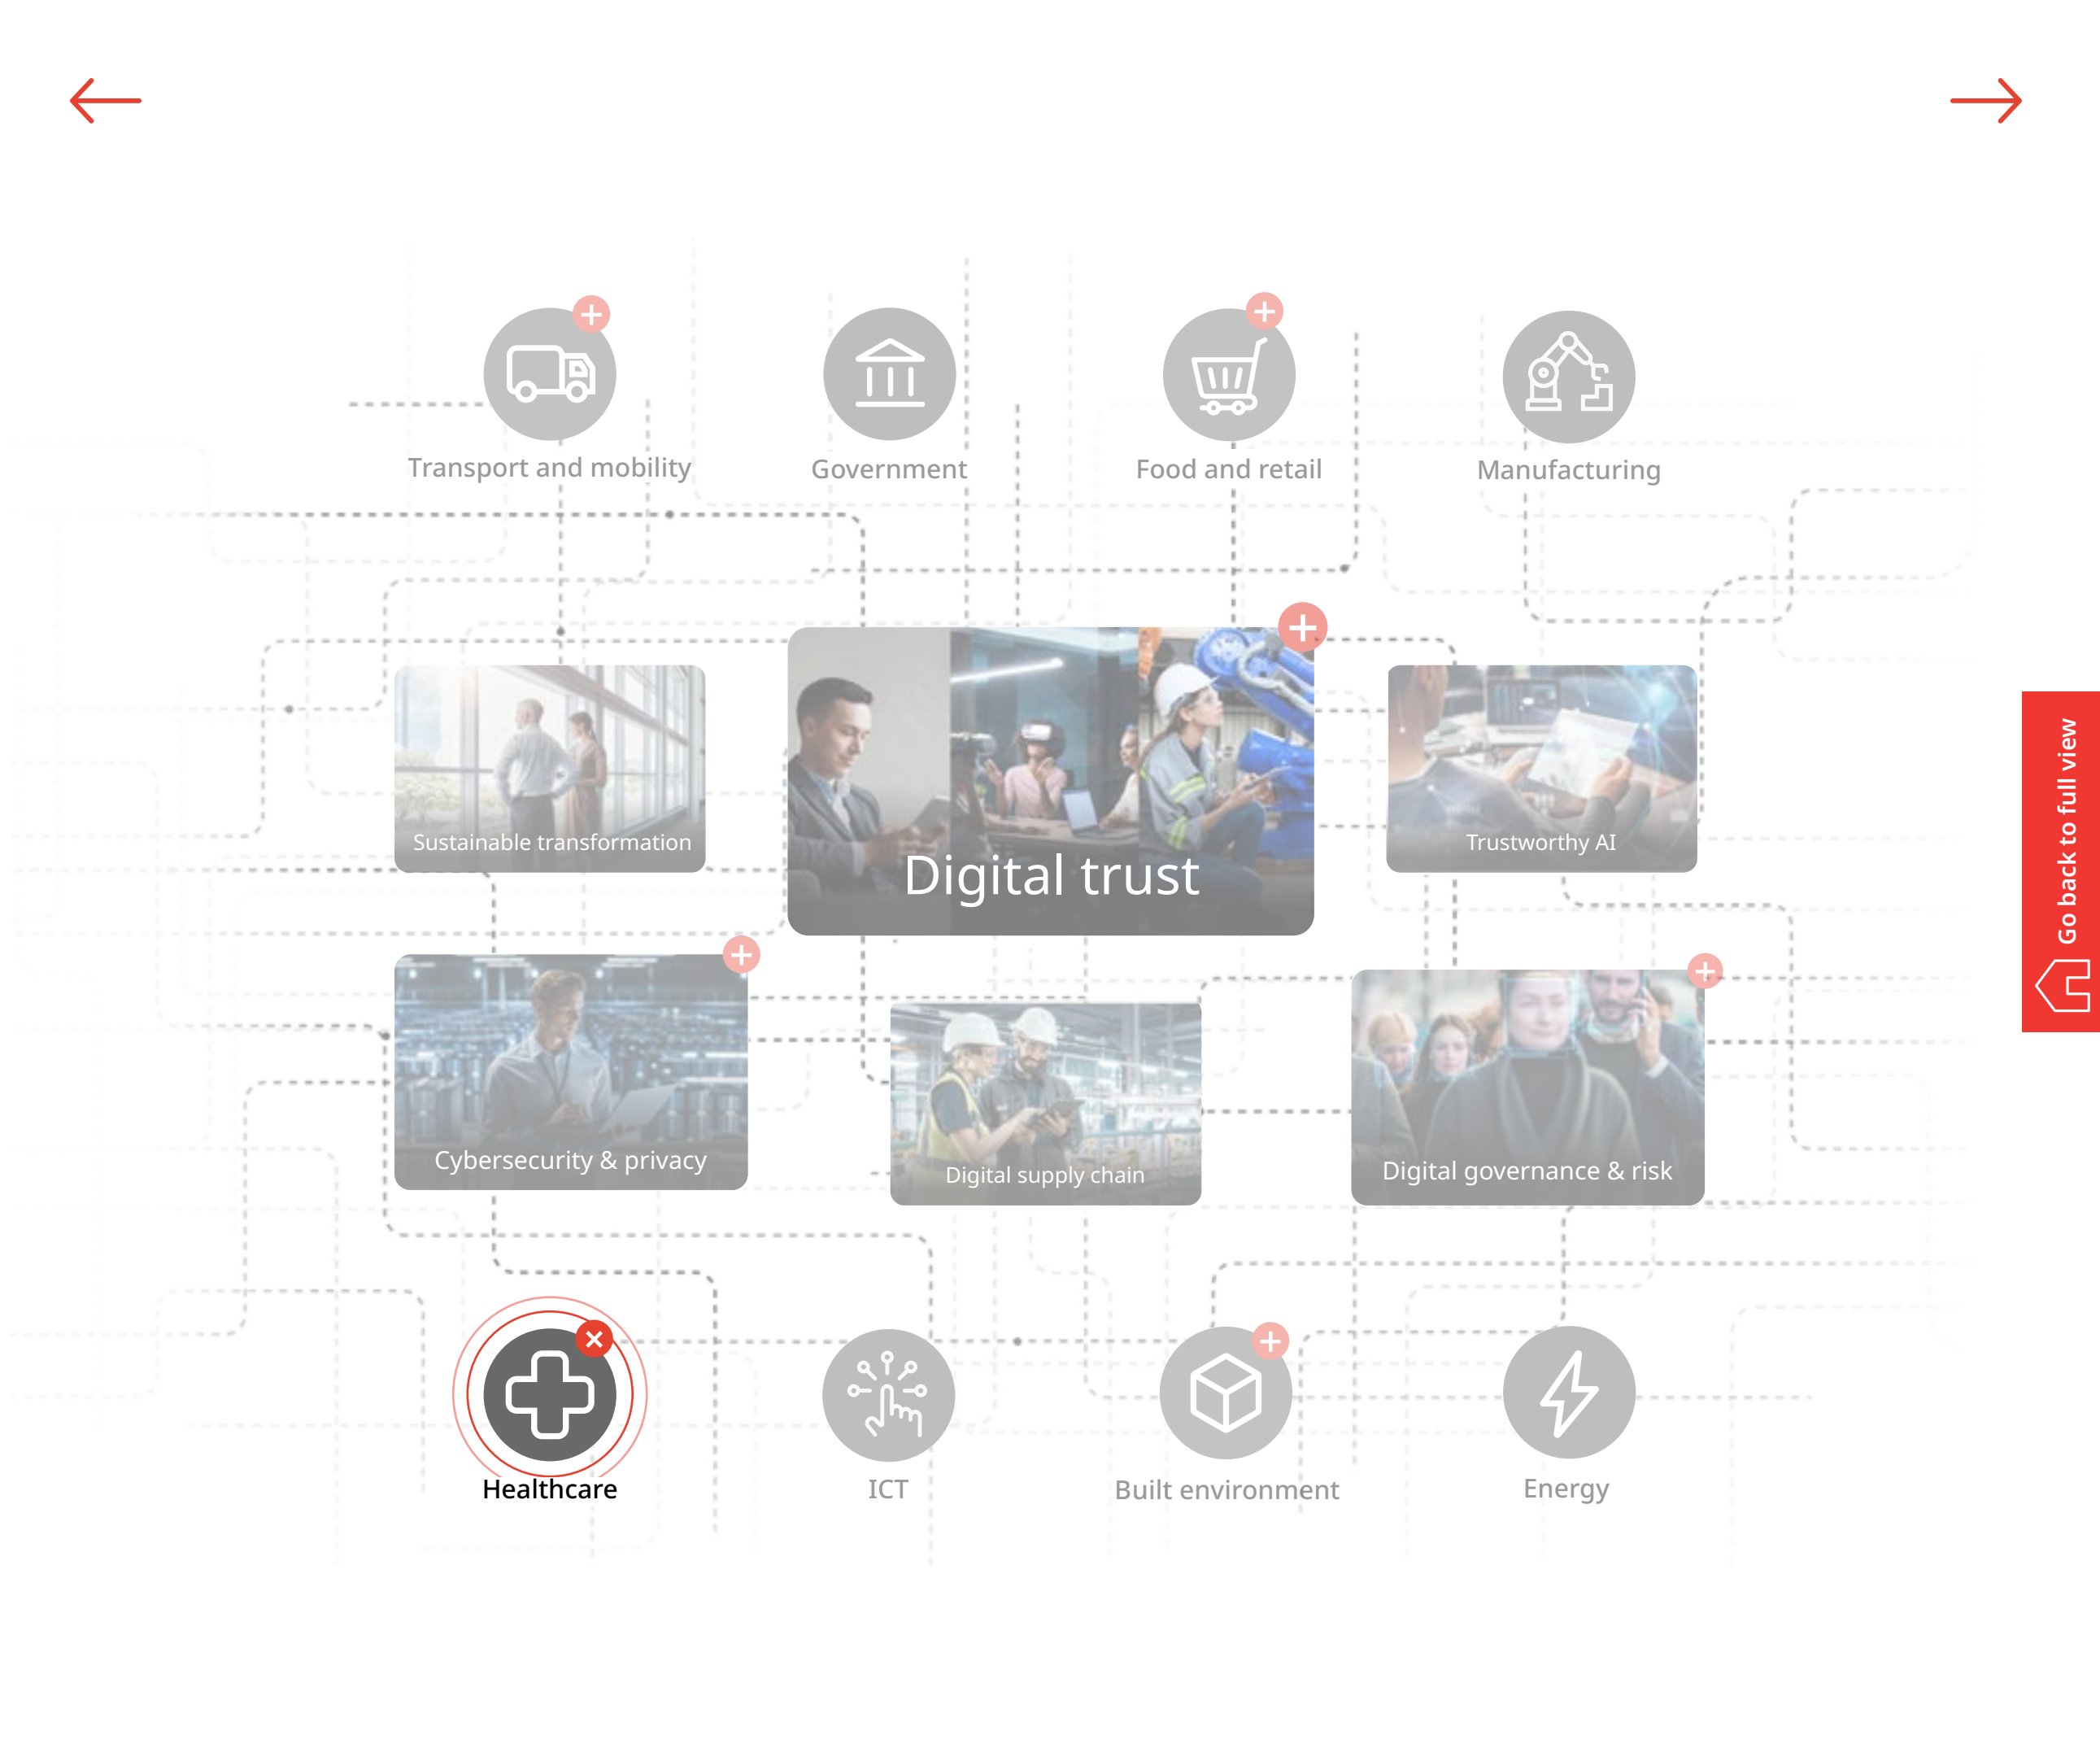 Transport and mobility
Government
Food and retail
Manufacturing
Sustainable transformation
Digital trust
Trustworthy AI
Go back to full view
Cybersecurity & privacy
Digital supply chain
Digital governance & risk
Healthcare
ICT
Built environment
Energy